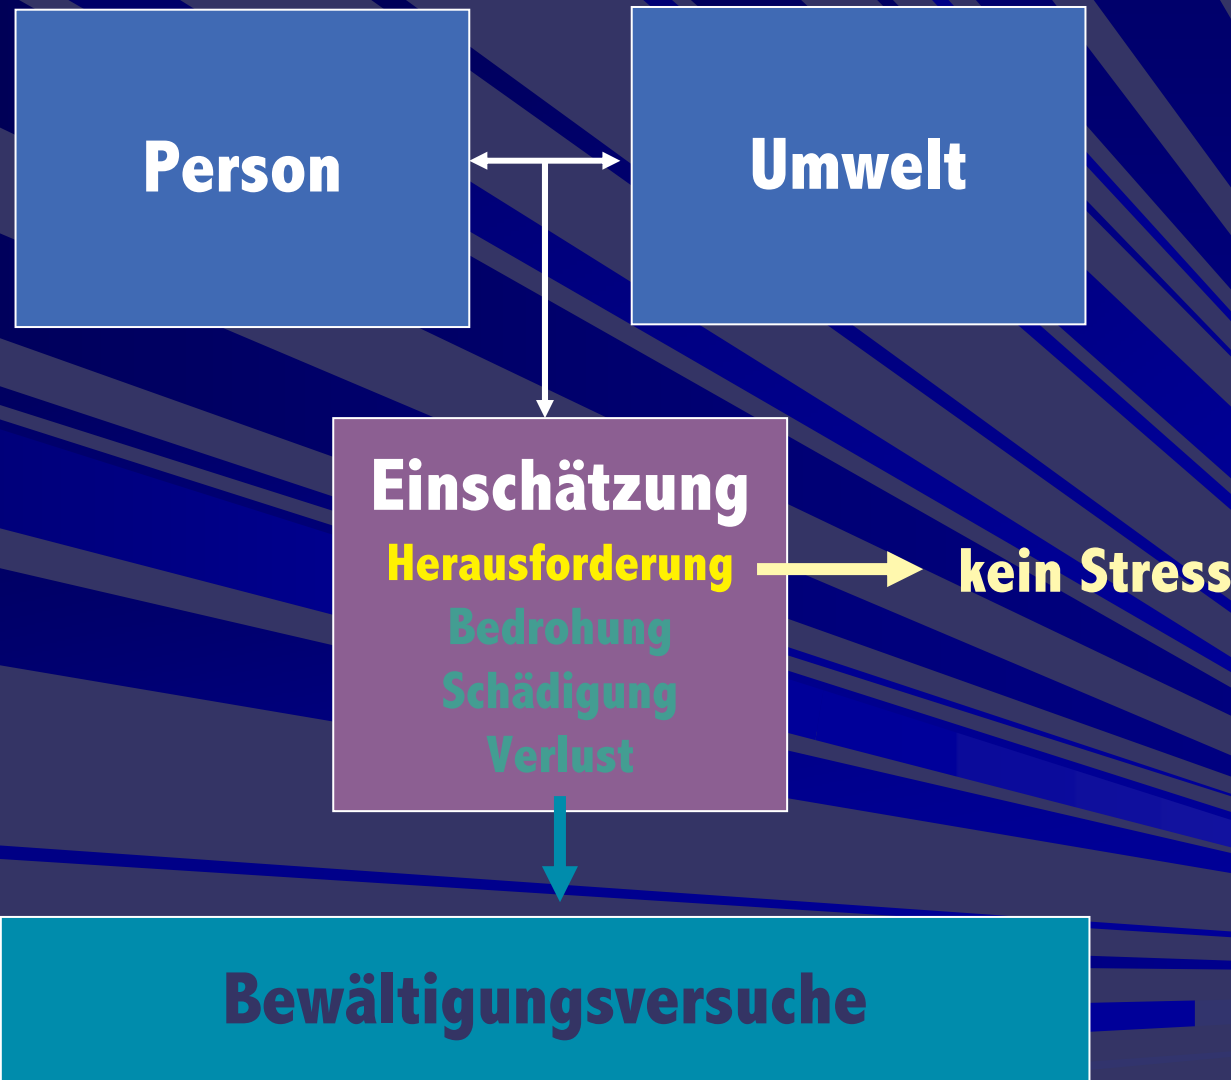 Person
Umwelt
Einschätzung
Herausforderung
kein Stress
Bedrohung
Schädigung
Verlust
Bewältigungsversuche